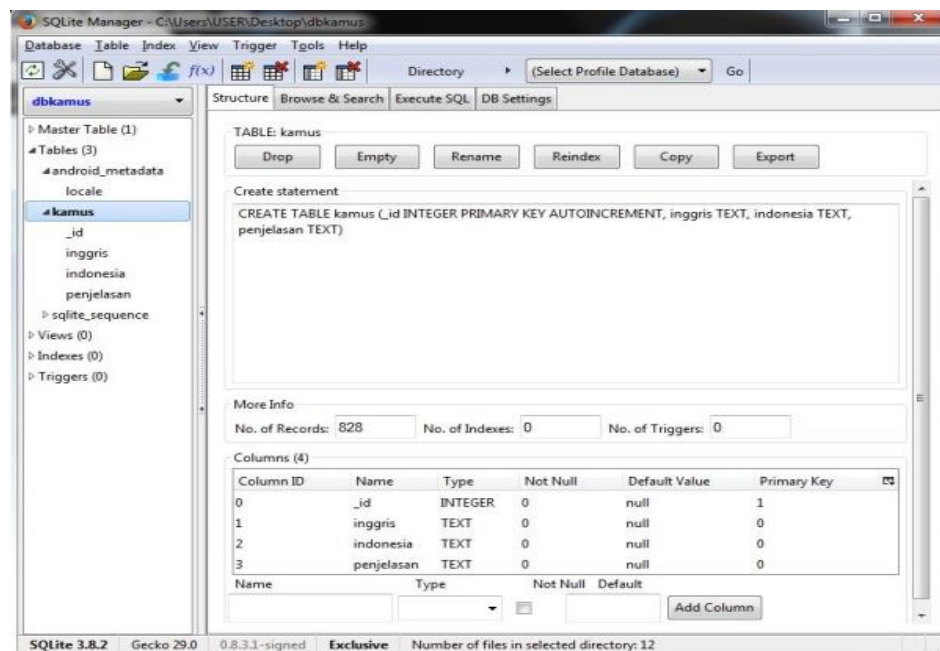 SQLite Manager - C:\Users\USER\Desktop\dbkamus
Database Table Index View Trigger Tools Help
f(x) Directory (Select Profile Database) Go
dbkamus
Master Table (1)
Tables (3)
android_metadata
locale
kamus
_id
inggris
indonesia
penjelasan
sqlite_sequence
Views (0)
Indexes (0)
Triggers (0)
Structure Browse & Search Execute SQL DB Settings
TABLE: kamus
Drop Empty Rename Reindex Copy Export
Create statement
CREATE TABLE kamus (_id INTEGER PRIMARY KEY AUTOINCREMENT, inggris TEXT, indonesia TEXT,
penjelasan TEXT)
More Info
No. of Records: 828 No. of Indexes: 0 No. of Triggers: 0
Columns (4)
Column ID Name Type Not Null Default Value Primary Key
0 _id INTEGER 0 null 1
1 inggris TEXT 0 null 0
2 indonesia TEXT 0 null 0
3 penjelasan TEXT 0 null 0
Name Type Not Null Default
Add Column
SQLite 3.8.2 Gecko 29.0 0.8.3.1-signed Exclusive Number of files in selected directory: 12